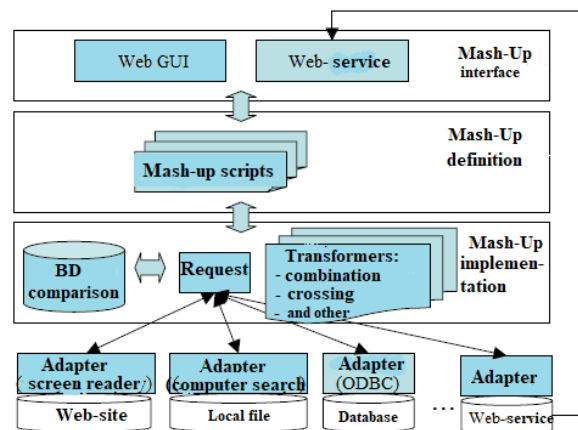 Web GUI
Web- service
Mash-Up
interface
Mash-up scripts
Mash-Up
definition
BD
comparison
Request
Transformers:
- combination
- crossing
- and other
Mash-Up
implemen-
tation
Adapter
( screen reader/)
Web-site
Adapter
(computer search)
Local file
Adapter
(ODBC)
Database
...
Adapter
Web-service